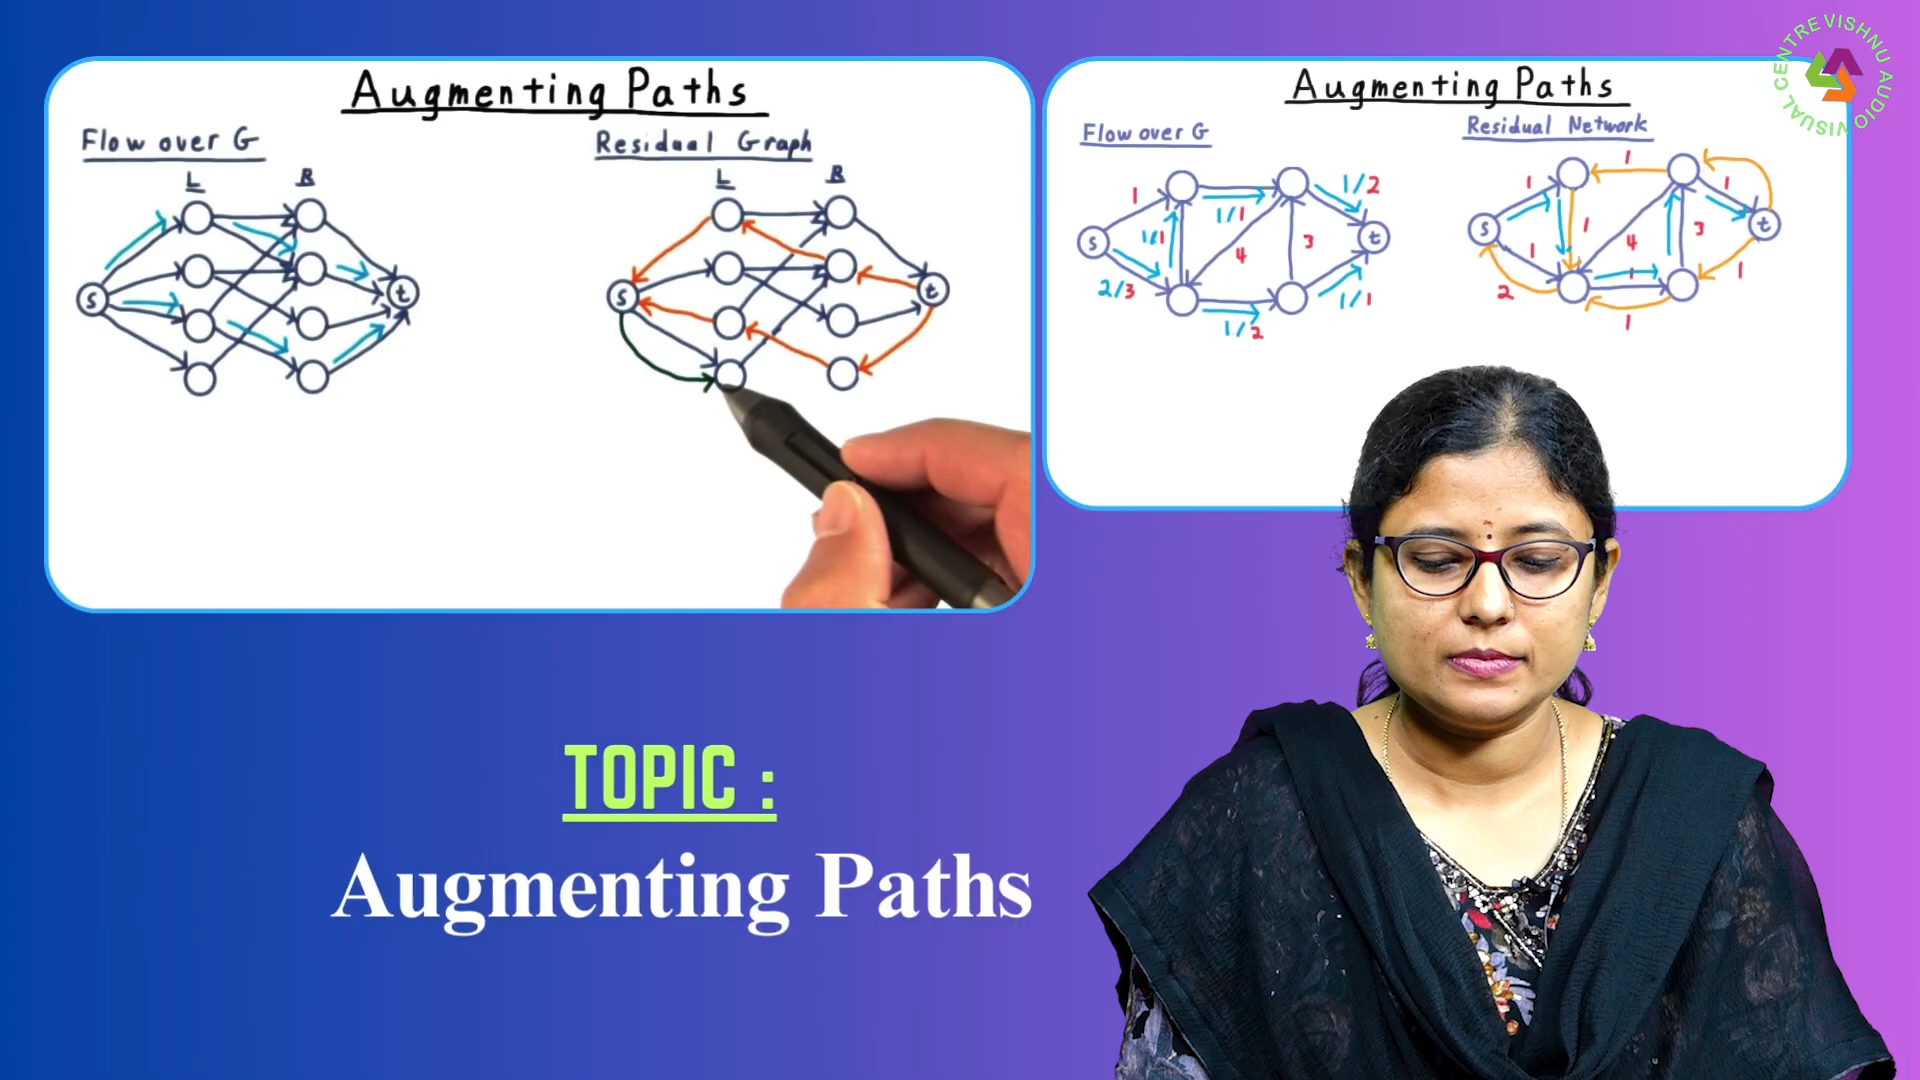 Augmenting Paths
Flow over G
Residual Graph
L
R
L
R
s
t
s
t
Augmenting Paths
Flow over G
Residual Network
1
1/1
1/2
1/1
s
4
3
t
2/3
1/2
1/1
1
1
1
s
1
4
3
t
1
2
1
1
1
VISHNU AUDIO VISUAL CENTRE
TOPIC :
Augmenting Paths